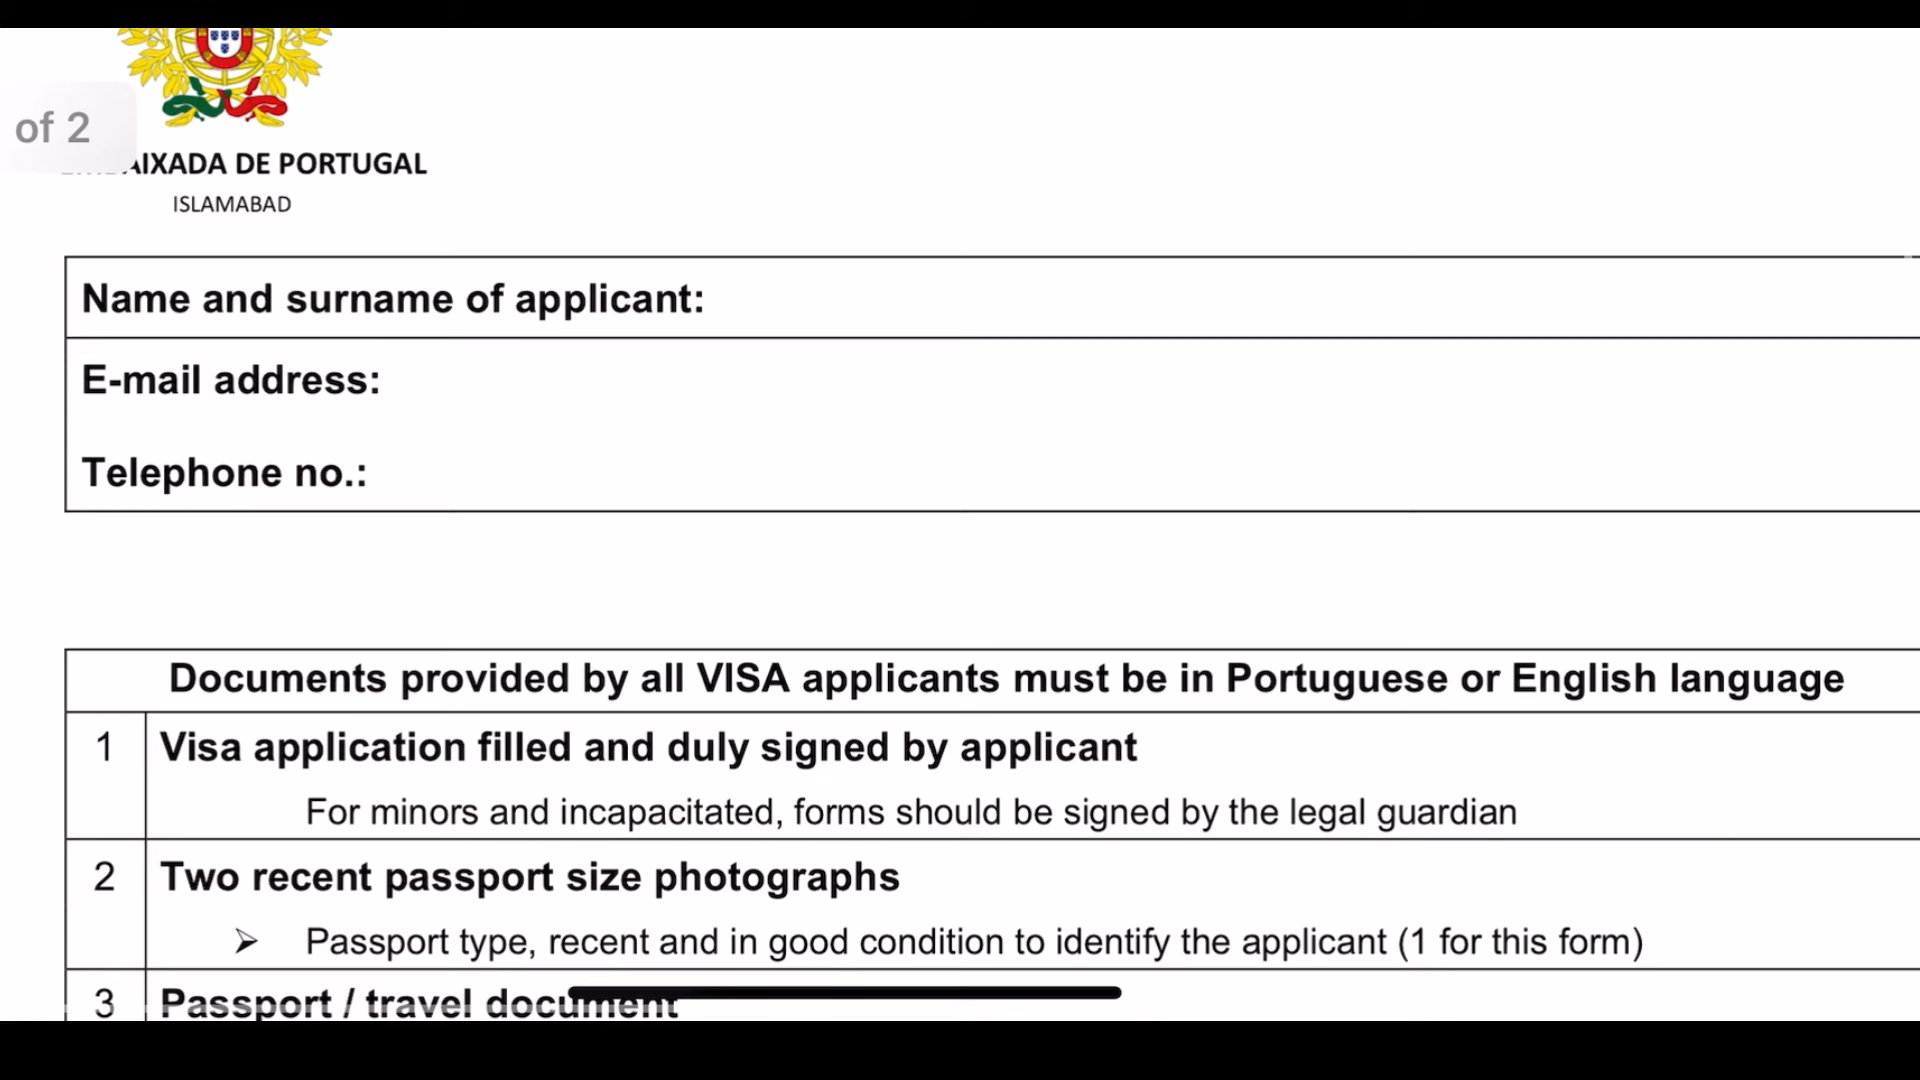 of 2
AIXADA DE PORTUGAL
ISLAMABAD
Name and surname of applicant:
E-mail address:
Telephone no.:
Documents provided by all VISA applicants must be in Portuguese or English language
1 Visa application filled and duly signed by applicant
For minors and incapacitated, forms should be signed by the legal guardian
2 Two recent passport size photographs
➢ Passport type, recent and in good condition to identify the applicant (1 for this form)
3 Passport / travel document